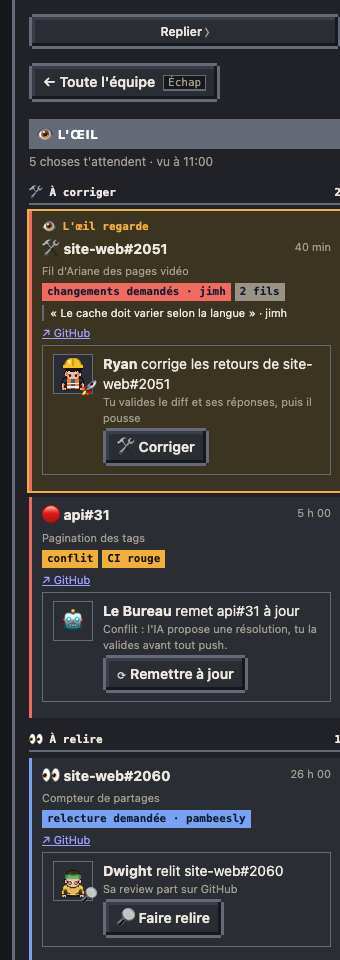 Replier 〉
← Toute l'équipe Échap
👁 L'ŒIL
5 choses t'attendent · vu à 11:00
🛠 À corriger 2
👁 L'œil regarde
🛠 site-web#2051 40 min
Fil d'Ariane des pages vidéo
changements demandés · jimh 2 fils
« Le cache doit varier selon la langue » · jimh
↗ GitHub
Ryan corrige les retours de site-
web#2051
Tu valides le diff et ses réponses, puis il
pousse
🛠 Corriger
🔴 api#31 5 h 00
Pagination des tags
conflit CI rouge
↗ GitHub
Le Bureau remet api#31 à jour
Conflit : l'IA propose une résolution, tu la
valides avant tout push.
⟳ Remettre à jour
👀 À relire 1
👀 site-web#2060 26 h 00
Compteur de partages
relecture demandée · pambeesly
↗ GitHub
Dwight relit site-web#2060
Sa review part sur GitHub
🔎 Faire relire